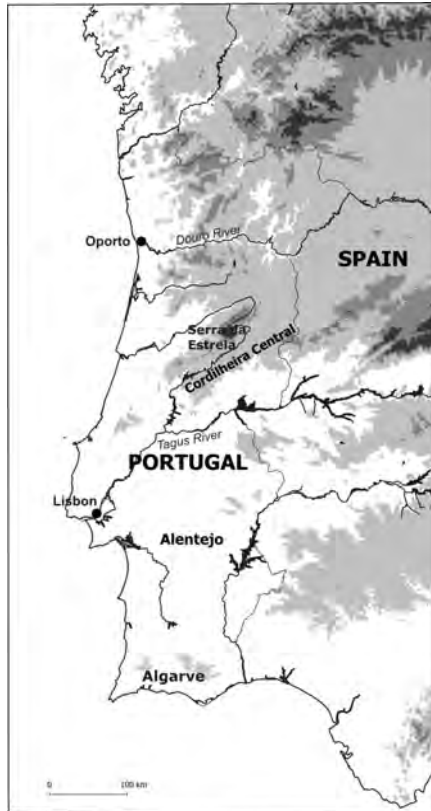 Oporto
Douro River
SPAIN
Serra da
Estrela
Cordilheira Central
Tagus River
PORTUGAL
Lisbon
Alentejo
Algarve
0 100 km